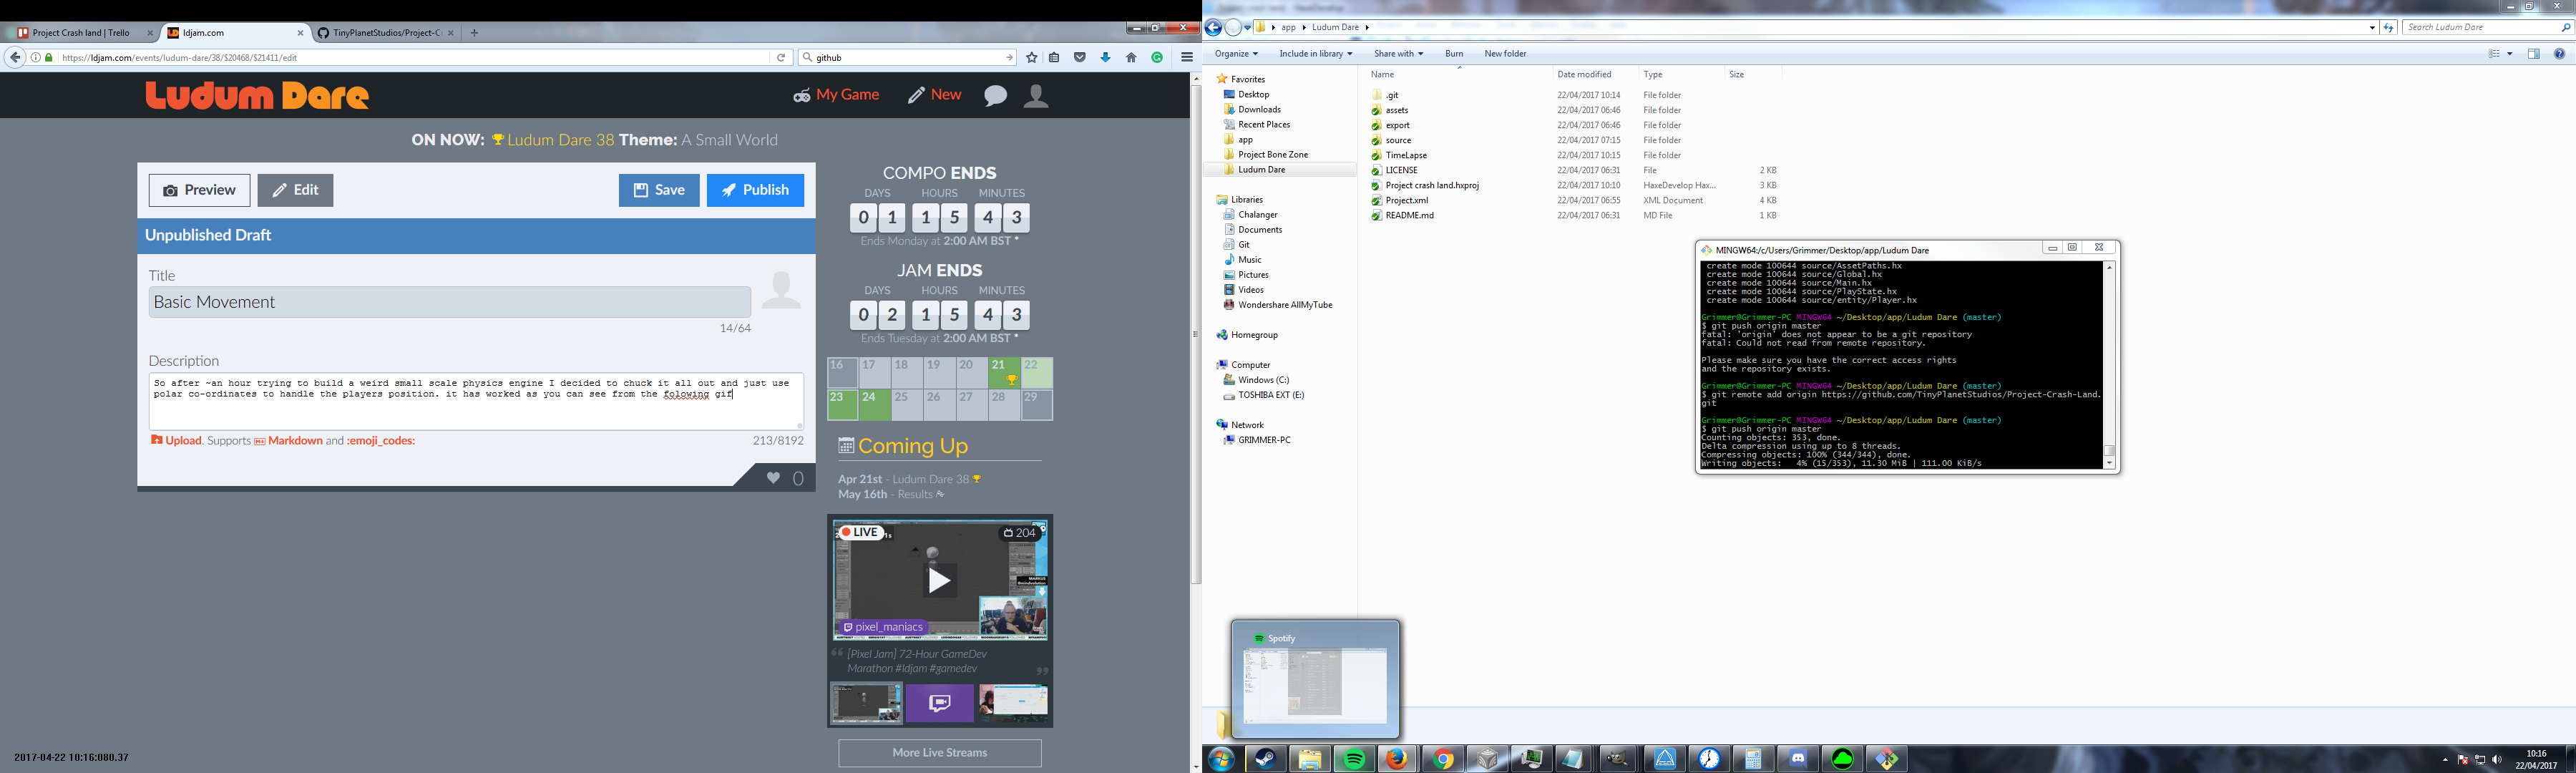 Project Crash land | Trello
ldjam.com
TinyPlanetStudios/Project-C
https://ldjam.com/events/ludum-dare/38/$20468/$21411/edit
github
Ludum Dare
My Game
New
ON NOW: Ludum Dare 38 Theme: A Small World
Preview
Edit
Save
Publish
Unpublished Draft
Title
Basic Movement
14/64
Description
So after ~an hour trying to build a weird small scale physics engine I decided to chuck it all out and just use
polar co-ordinates to handle the players position. it has worked as you can see from the folowing gif
Upload. Supports Markdown and :emoji_codes:
213/8192
0
COMPO ENDS
DAYS HOURS MINUTES
0 1 1 5 4 3
Ends Monday at 2:00 AM BST *
JAM ENDS
DAYS HOURS MINUTES
0 2 1 5 4 3
Ends Tuesday at 2:00 AM BST *
16 17 18 19 20 21 22
23 24 25 26 27 28 29
Coming Up
Apr 21st - Ludum Dare 38
May 16th - Results
LIVE
204
MARKUS
pixel_maniacs
[Pixel Jam] 72-Hour GameDev
Marathon #ldjam #gamedev
More Live Streams
2017-04-22 10:16:080.37
app
Ludum Dare
Search Ludum Dare
Organize
Include in library
Share with
Burn
New folder
Favorites
Desktop
Downloads
Recent Places
app
Project Bone Zone
Ludum Dare
Libraries
Chalanger
Documents
Git
Music
Pictures
Videos
Wondershare AllMyTube
Homegroup
Computer
Windows (C:)
TOSHIBA EXT (E:)
Network
GRIMMER-PC
Name Date modified Type Size
.git 22/04/2017 10:14 File folder
assets 22/04/2017 06:46 File folder
export 22/04/2017 06:46 File folder
source 22/04/2017 07:15 File folder
TimeLapse 22/04/2017 10:15 File folder
LICENSE 22/04/2017 06:31 File 2 KB
Project crash land.hxproj 22/04/2017 10:10 HaxeDevelop Hax... 3 KB
Project.xml 22/04/2017 06:55 XML Document 4 KB
README.md 22/04/2017 06:31 MD File 1 KB
MINGW64:/c/Users/Grimmer/Desktop/app/Ludum Dare
create mode 100644 source/AssetPaths.hx
create mode 100644 source/Global.hx
create mode 100644 source/Main.hx
create mode 100644 source/PlayState.hx
create mode 100644 source/entity/Player.hx
Grimmer@Grimmer-PC MINGW64 ~/Desktop/app/Ludum Dare (master)
$ git push origin master
fatal: 'origin' does not appear to be a git repository
fatal: Could not read from remote repository.
Please make sure you have the correct access rights
and the repository exists.
Grimmer@Grimmer-PC MINGW64 ~/Desktop/app/Ludum Dare (master)
$ git remote add origin https://github.com/TinyPlanetStudios/Project-Crash-Land.
git
Grimmer@Grimmer-PC MINGW64 ~/Desktop/app/Ludum Dare (master)
$ git push origin master
Counting objects: 353, done.
Delta compression using up to 8 threads.
Compressing objects: 100% (344/344), done.
Writing objects: 4% (15/353), 11.30 MiB | 111.00 KiB/s
Spotify
10:16
22/04/2017